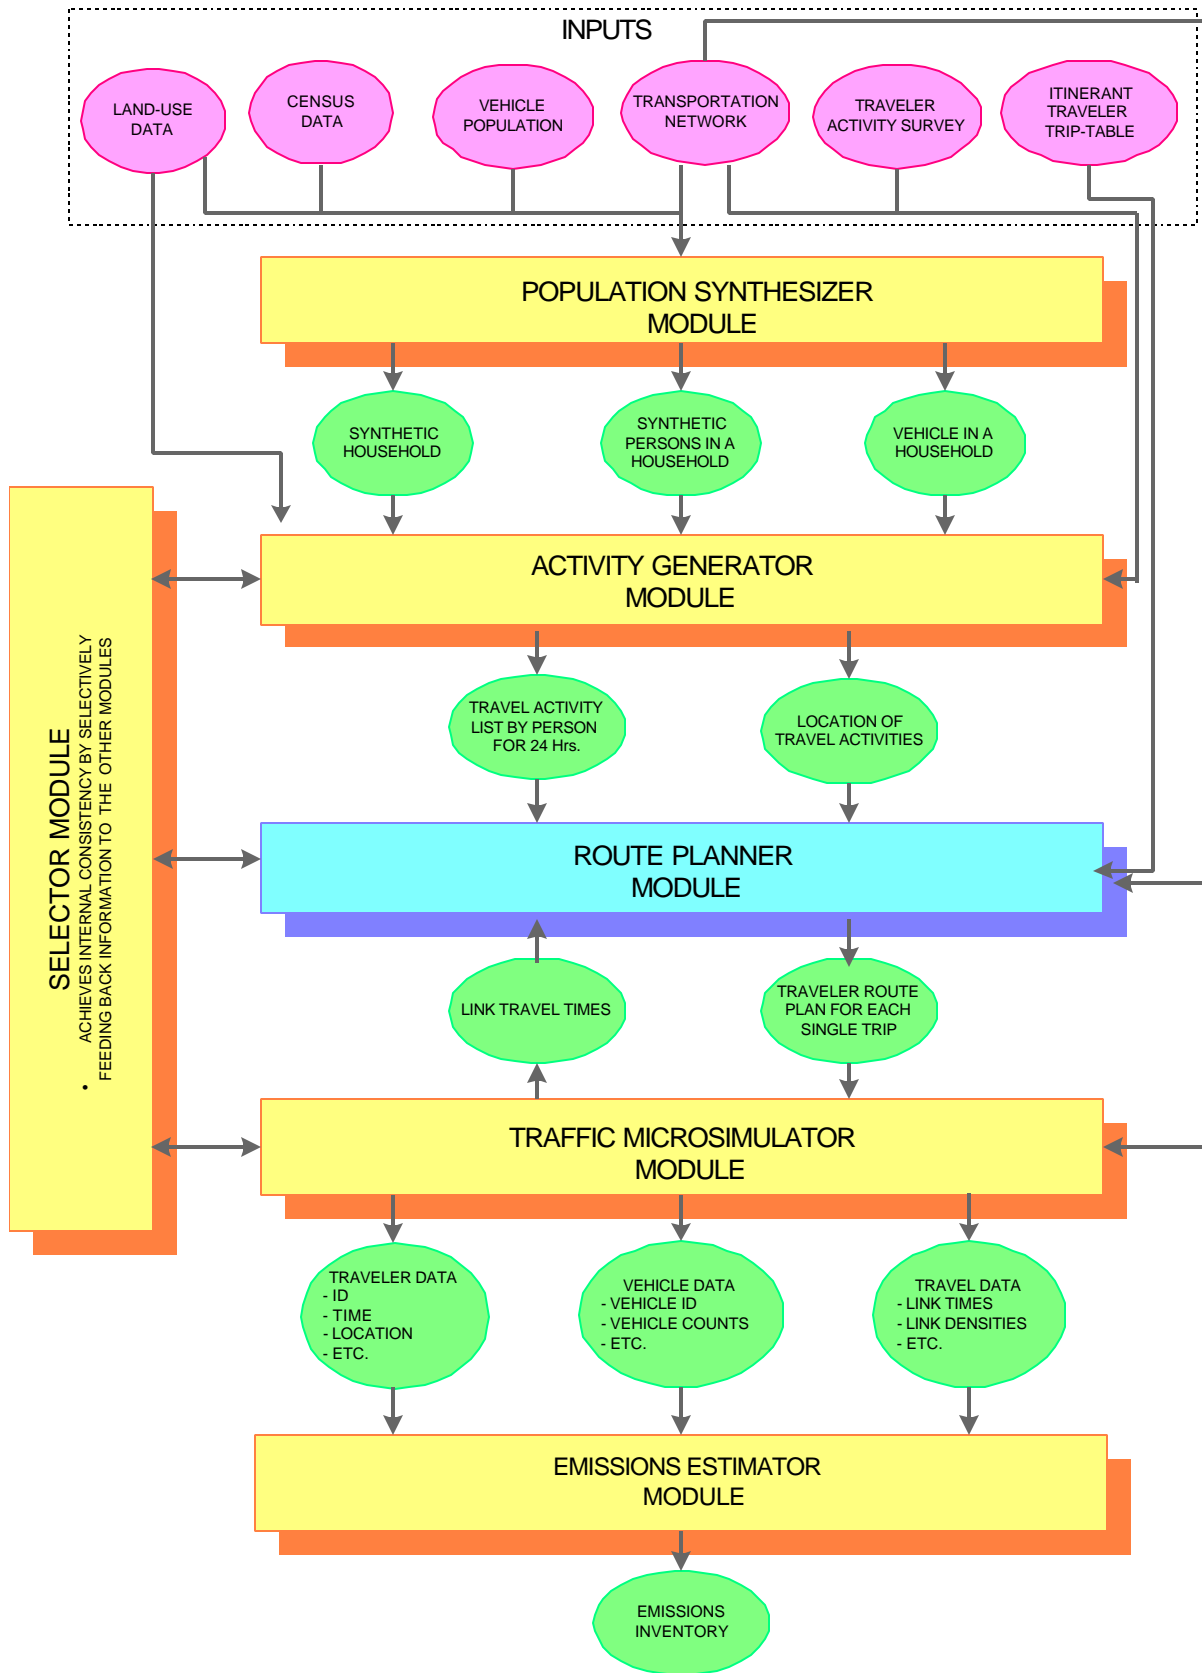 INPUTS
LAND-USE
DATA
CENSUS
DATA
VEHICLE
POPULATION
TRANSPORTATION
NETWORK
TRAVELER
ACTIVITY SURVEY
ITINERANT
TRAVELER
TRIP-TABLE
POPULATION SYNTHESIZER
MODULE
SYNTHETIC
HOUSEHOLD
SYNTHETIC
PERSONS IN A
HOUSEHOLD
VEHICLE IN A
HOUSEHOLD
ACTIVITY GENERATOR
MODULE
SELECTOR MODULE
• ACHIEVES INTERNAL CONSISTENCY BY SELECTIVELY
FEEDING BACK INFORMATION TO THE OTHER MODULES
TRAVEL ACTIVITY
LIST BY PERSON
FOR 24 Hrs.
LOCATION OF
TRAVEL ACTIVITIES
ROUTE PLANNER
MODULE
LINK TRAVEL TIMES
TRAVELER ROUTE
PLAN FOR EACH
SINGLE TRIP
TRAFFIC MICROSIMULATOR
MODULE
TRAVELER DATA
- ID
- TIME
- LOCATION
- ETC.
VEHICLE DATA
- VEHICLE ID
- VEHICLE COUNTS
- ETC.
TRAVEL DATA
- LINK TIMES
- LINK DENSITIES
- ETC.
EMISSIONS ESTIMATOR
MODULE
EMISSIONS
INVENTORY